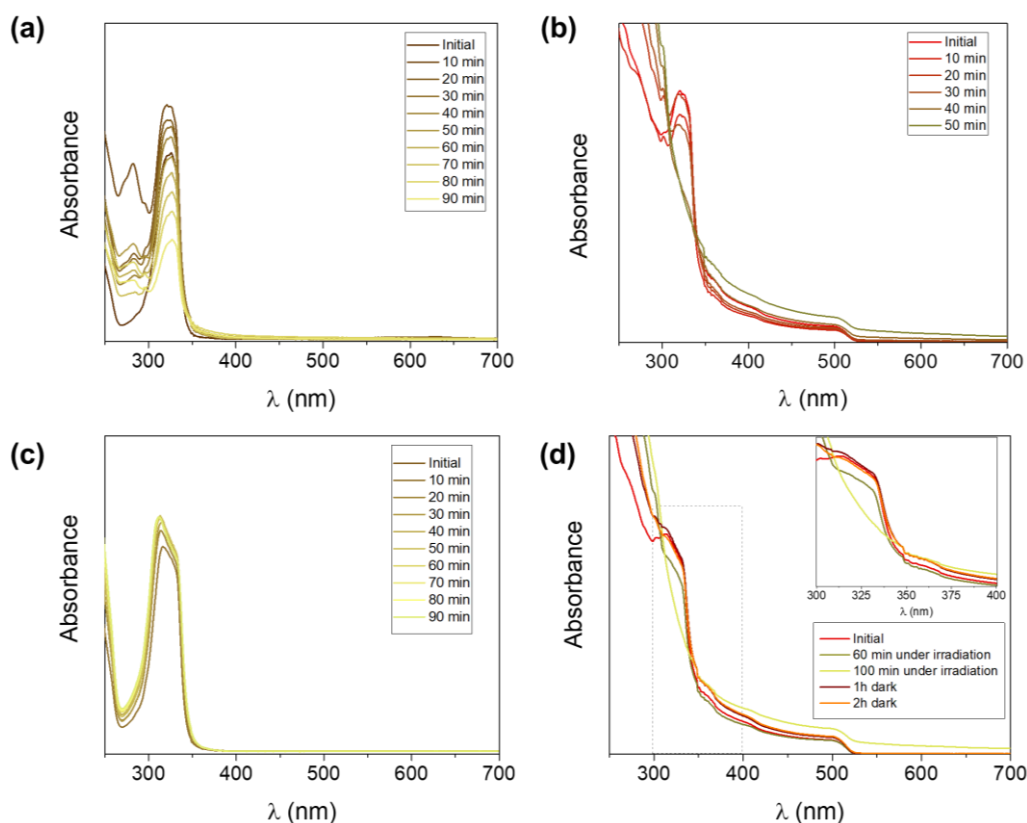 (a)
Absorbance
Initial
10 min
20 min
30 min
40 min
50 min
60 min
70 min
80 min
90 min
300 400 500 600 700
λ (nm)
(b)
Absorbance
Initial
10 min
20 min
30 min
40 min
50 min
300 400 500 600 700
λ (nm)
(c)
Absorbance
Initial
10 min
20 min
30 min
40 min
50 min
60 min
70 min
80 min
90 min
300 400 500 600 700
λ (nm)
(d)
Absorbance
300 325 350 375 400
λ (nm)
Initial
60 min under irradiation
100 min under irradiation
1h dark
2h dark
300 400 500 600 700
λ (nm)